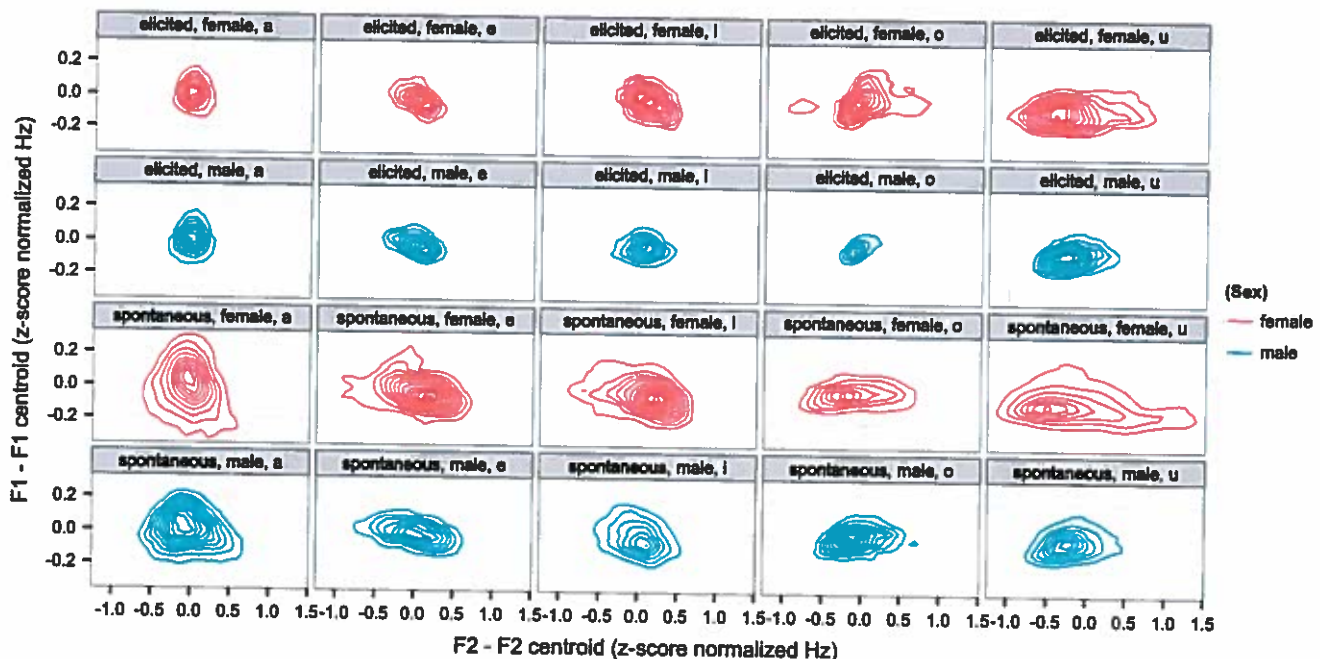 elicited, female, a elicited, female, e elicited, female, i elicited, female, o elicited, female, u
0.2
0.0
-0.2
elicited, male, a elicited, male, e elicited, male, i elicited, male, o elicited, male, u
0.2
0.0
-0.2
spontaneous, female, a spontaneous, female, e spontaneous, female, i spontaneous, female, o spontaneous, female, u
0.2
0.0
-0.2
spontaneous, male, a spontaneous, male, e spontaneous, male, i spontaneous, male, o spontaneous, male, u
0.2
0.0
-0.2
-1.0 -0.5 0.0 0.5 1.0 1.5 -1.0 -0.5 0.0 0.5 1.0 1.5 -1.0 -0.5 0.0 0.5 1.0 1.5 -1.0 -0.5 0.0 0.5 1.0 1.5 -1.0 -0.5 0.0 0.5 1.0 1.5
F2 - F2 centroid (z-score normalized Hz)
F1 - F1 centroid (z-score normalized Hz)
(Sex)
female
male